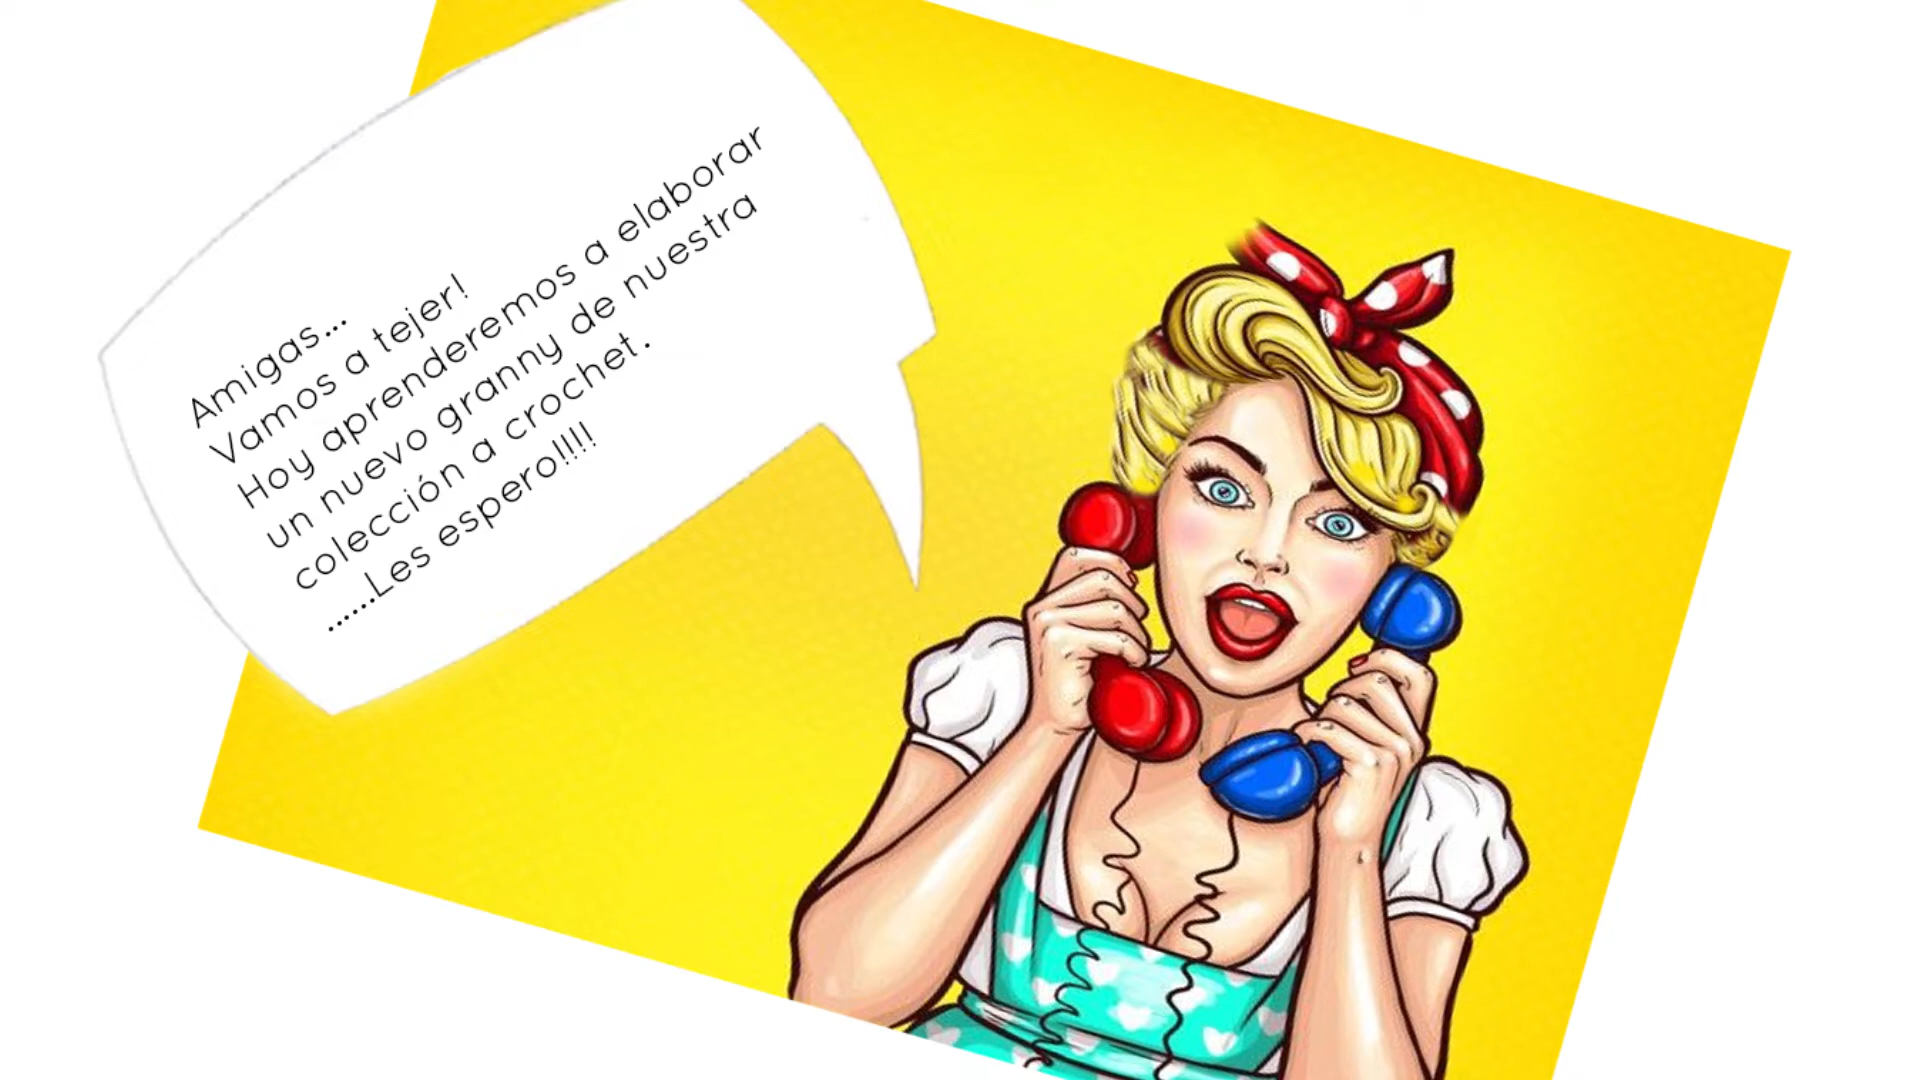 Amigas...
Vamos a tejer!
Hoy aprenderemos a elaborar
un nuevo granny de nuestra
colección a crochet.
......Les espero!!!!!